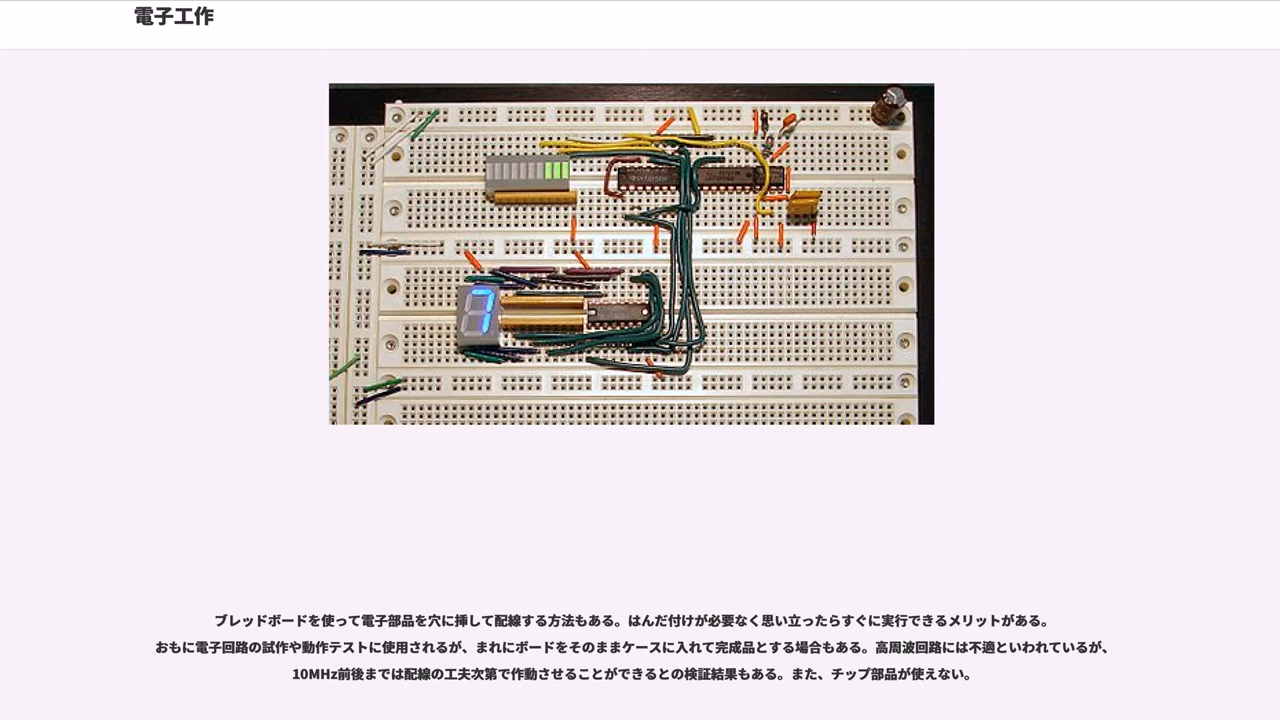 電子工作
ブレッドボードを使って電子部品を穴に挿して配線する方法もある。はんだ付けが必要なく思い立ったらすぐに実行できるメリットがある。
おもに電子回路の試作や動作テストに使用されるが、まれにボードをそのままケースに入れて完成品とする場合もある。高周波回路には不適といわれているが、
10MHz前後までは配線の工夫次第で作動させることができるとの検証結果もある。また、チップ部品が使えない。